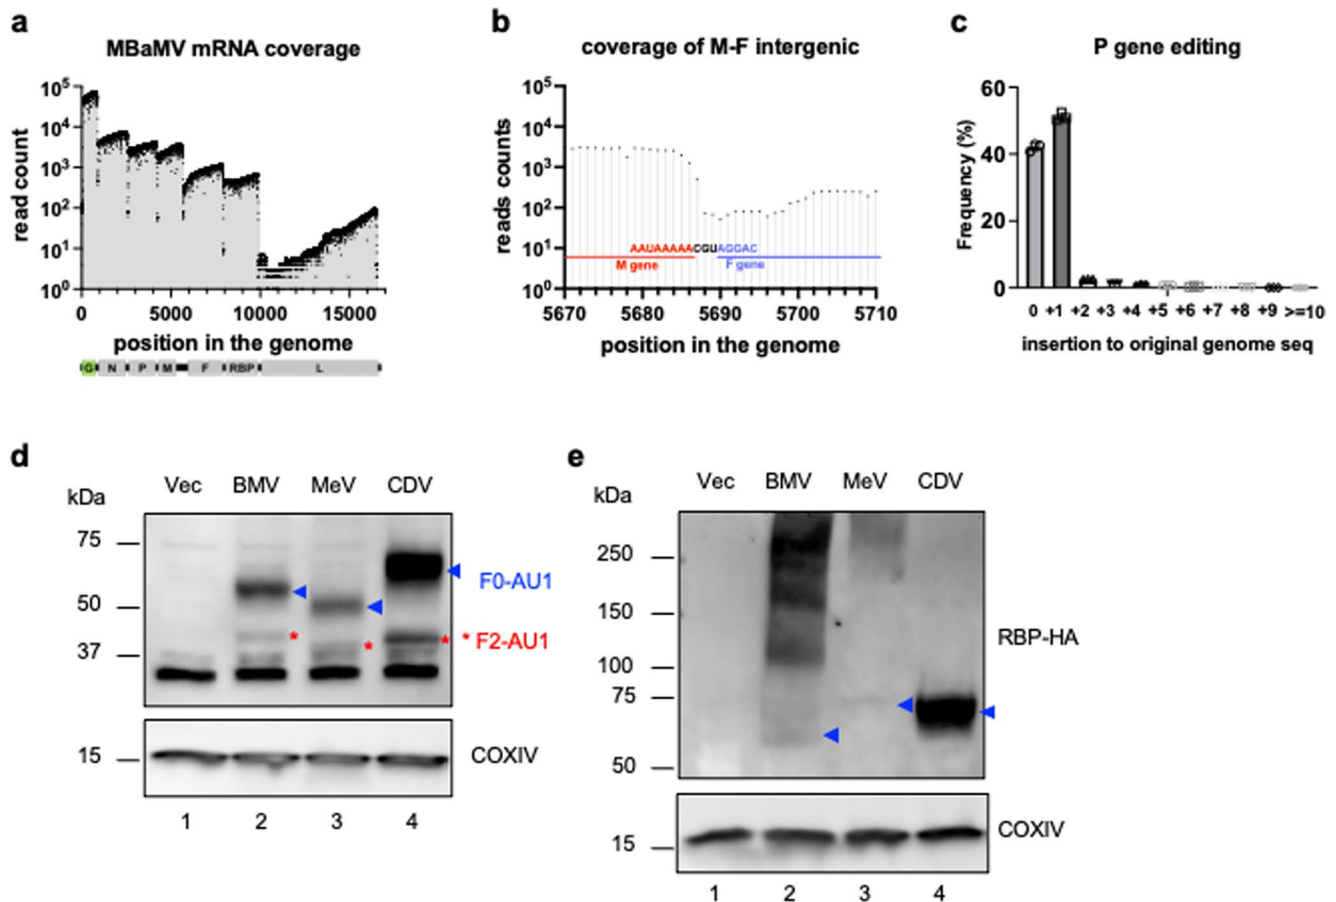 a
MBaMV mRNA coverage
read count
10^5
10^4
10^3
10^2
10^1
10^0
0 5000 10000 15000
position in the genome
G N P M F RBP L
b
coverage of M-F intergenic
reads counts
10^5
10^4
10^3
10^2
10^1
10^0
AAUAAAAACGUAGGAC
M gene F gene
5670 5680 5690 5700 5710
position in the genome
c
P gene editing
Frequency (%)
60
40
20
0
0 +1 +2 +3 +4 +5 +6 +7 +8 +9 >=10
insertion to original genome seq
d
kDa
Vec BMV MeV CDV
75
50
37
F0-AU1
* * * * F2-AU1
15
COXIV
1 2 3 4
e
kDa
Vec BMV MeV CDV
250
150
100
75
50
RBP-HA
15
COXIV
1 2 3 4